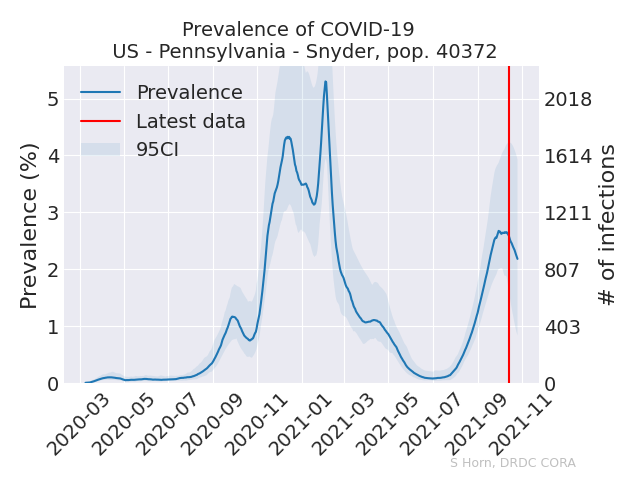 Prevalence of COVID-19
US - Pennsylvania - Snyder, pop. 40372
Prevalence
Latest data
95CI
Prevalence (%)
5
4
3
2
1
0
2018
1614
1211
807
403
0
# of infections
2020-03
2020-05
2020-07
2020-09
2020-11
2021-01
2021-03
2021-05
2021-07
2021-09
2021-11
S Horn, DRDC CORA